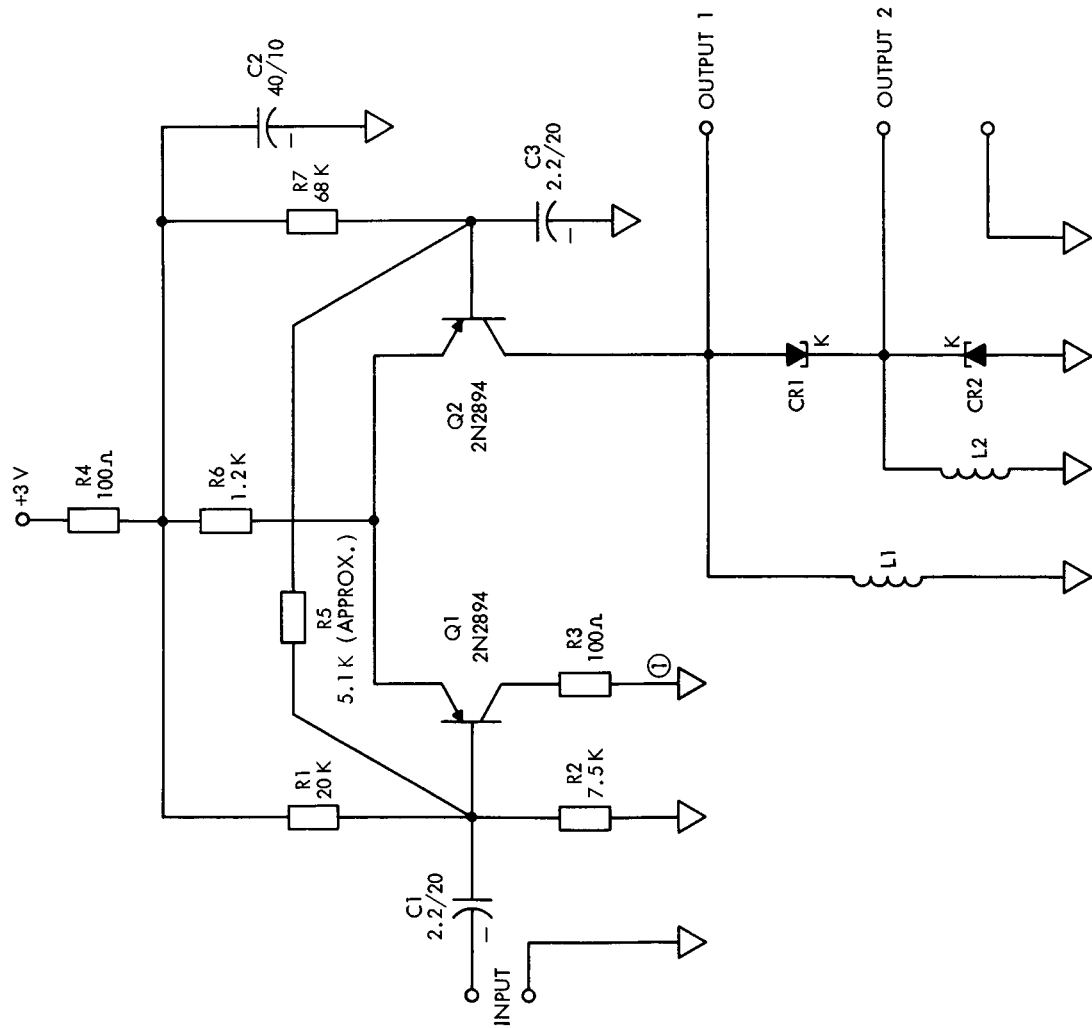 +3 V
R4
100Ω
C2
40/10
R6
1.2 K
R7
68 K
R1
20 K
R5
5.1 K (APPROX.)
C1
2.2/20
–
INPUT
Q1
2N2894
Q2
2N2894
–
C3
2.2/20
–
R2
7.5 K
R3
100Ω
①
OUTPUT 1
L1
CR1
K
OUTPUT 2
L2
CR2
K